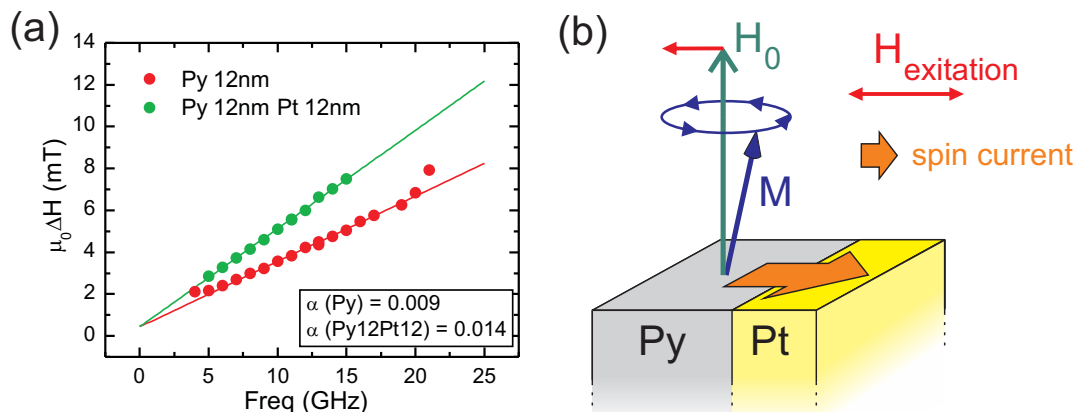 (a)
14
12
10
8
6
4
2
0
μ₀ΔH (mT)
Py 12nm
Py 12nm Pt 12nm
α (Py) = 0.009
α (Py12Pt12) = 0.014
0 5 10 15 20 25
Freq (GHz)
(b)
H₀
H exitation
spin current
M
Py
Pt